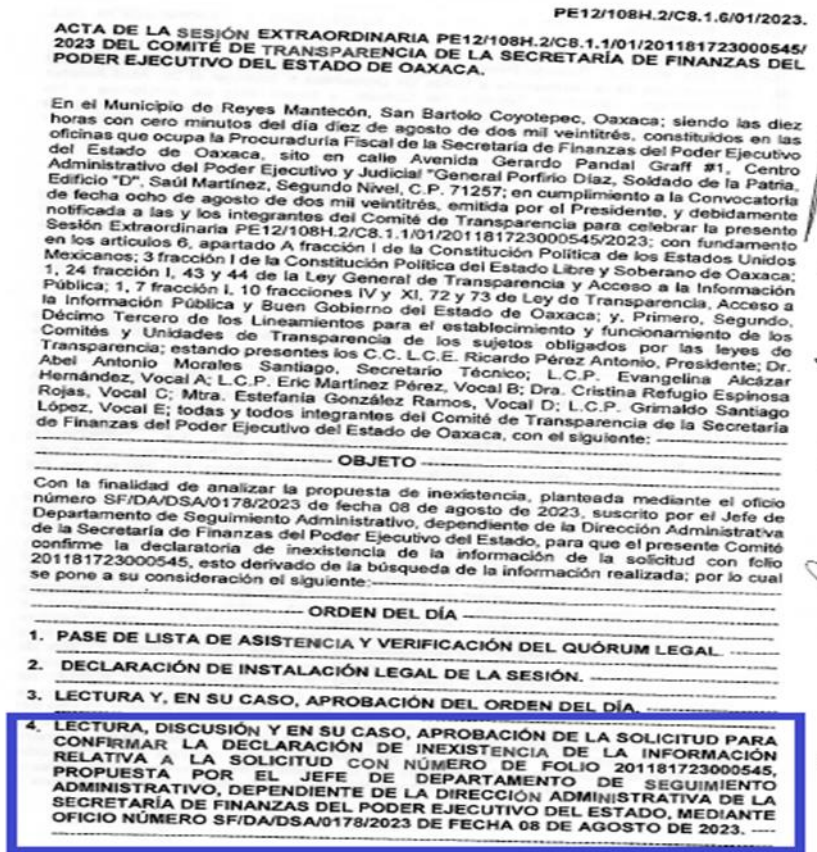 PE12/108H.2/C8.1.6/01/2023.
ACTA DE LA SESIÓN EXTRAORDINARIA PE12/108H.2/C8.1.1/01/201181723000545/
2023 DEL COMITÉ DE TRANSPARENCIA DE LA SECRETARÍA DE FINANZAS DEL
PODER EJECUTIVO DEL ESTADO DE OAXACA.
En el Municipio de Reyes Mantecón, San Bartolo Coyotepec, Oaxaca; siendo las diez
horas con cero minutos del día diez de agosto de dos mil veintitrés, constituidos en las
oficinas que ocupa la Procuraduría Fiscal de la Secretaría de Finanzas del Poder Ejecutivo
del Estado de Oaxaca, sito en calle Avenida Gerardo Pandal Graff #1, Centro
Administrativo del Poder Ejecutivo y Judicial "General Porfirio Díaz, Soldado de la Patria,
Edificio "D", Saúl Martínez, Segundo Nivel, C.P. 71257; en cumplimiento a la Convocatoria
de fecha ocho de agosto de dos mil veintitrés, emitida por el Presidente, y debidamente
notificada a las y los integrantes del Comité de Transparencia para celebrar la presente
Sesión Extraordinaria PE12/108H.2/C8.1.1/01/201181723000545/2023; con fundamento
en los artículos 6, apartado A fracción I de la Constitución Política de los Estados Unidos
Mexicanos; 3 fracción I de la Constitución Política del Estado Libre y Soberano de Oaxaca;
1, 24 fracción I, 43 y 44 de la Ley General de Transparencia y Acceso a la Información
Pública; 1, 7 fracción I, 10 fracciones IV y XI, 72 y 73 de Ley de Transparencia, Acceso a
la Información Pública y Buen Gobierno del Estado de Oaxaca; y, Primero, Segundo,
Décimo Tercero de los Lineamientos para el establecimiento y funcionamiento de los
Comités y Unidades de Transparencia de los sujetos obligados por las leyes de
Transparencia; estando presentes los C.C. L.C.E. Ricardo Pérez Antonio, Presidente; Dr.
Abel Antonio Morales Santiago, Secretario Técnico; L.C.P. Evangelina Alcázar
Hernández, Vocal A; L.C.P. Eric Martínez Pérez, Vocal B; Dra. Cristina Refugio Espinosa
Rojas, Vocal C; Mtra. Estefanía González Ramos, Vocal D; L.C.P. Grimaldo Santiago
López, Vocal E; todas y todos integrantes del Comité de Transparencia de la Secretaría
de Finanzas del Poder Ejecutivo del Estado de Oaxaca, con el siguiente: ----------
---------- OBJETO ----------
Con la finalidad de analizar la propuesta de inexistencia, planteada mediante el oficio
número SF/DA/DSA/0178/2023 de fecha 08 de agosto de 2023, suscrito por el Jefe de
Departamento de Seguimiento Administrativo, dependiente de la Dirección Administrativa
de la Secretaría de Finanzas del Poder Ejecutivo del Estado, para que el presente Comité
confirme la declaratoria de inexistencia de la información de la solicitud con folio
201181723000545, esto derivado de la búsqueda de la información realizada; por lo cual
se pone a su consideración el siguiente:----------
---------- ORDEN DEL DÍA ----------
1. PASE DE LISTA DE ASISTENCIA Y VERIFICACIÓN DEL QUÓRUM LEGAL. ------
2. DECLARACIÓN DE INSTALACIÓN LEGAL DE LA SESIÓN. ----------
3. LECTURA Y, EN SU CASO, APROBACIÓN DEL ORDEN DEL DÍA. ----------
4. LECTURA, DISCUSIÓN Y EN SU CASO, APROBACIÓN DE LA SOLICITUD PARA
CONFIRMAR LA DECLARACIÓN DE INEXISTENCIA DE LA INFORMACIÓN
RELATIVA A LA SOLICITUD CON NÚMERO DE FOLIO 201181723000545,
PROPUESTA POR EL JEFE DE DEPARTAMENTO DE SEGUIMIENTO
ADMINISTRATIVO, DEPENDIENTE DE LA DIRECCIÓN ADMINISTRATIVA DE LA
SECRETARÍA DE FINANZAS DEL PODER EJECUTIVO DEL ESTADO, MEDIANTE
OFICIO NÚMERO SF/DA/DSA/0178/2023 DE FECHA 08 DE AGOSTO DE 2023. ----